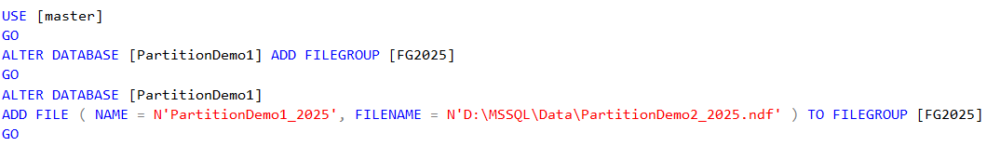 USE [master]
GO
ALTER DATABASE [PartitionDemo1] ADD FILEGROUP [FG2025]
GO
ALTER DATABASE [PartitionDemo1]
ADD FILE ( NAME = N'PartitionDemo1_2025', FILENAME = N'D:\MSSQL\Data\PartitionDemo2_2025.ndf' ) TO FILEGROUP [FG2025]
GO